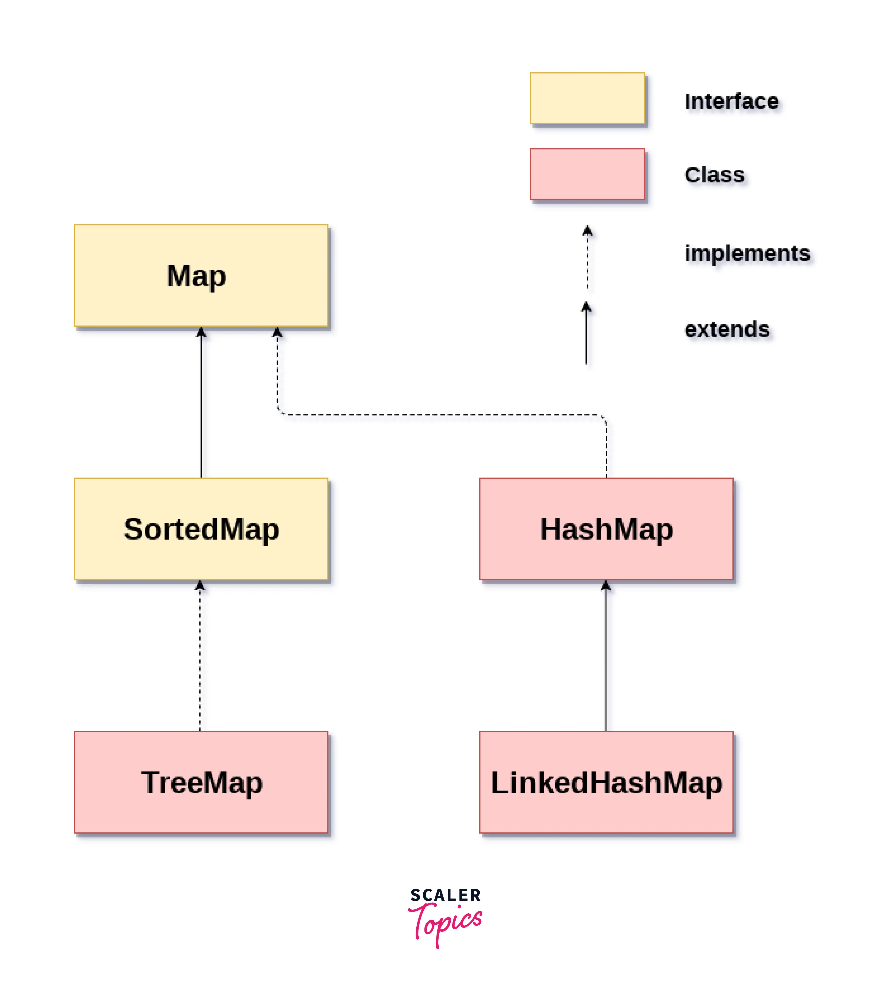 Interface
Class
implements
extends
Map
SortedMap
HashMap
TreeMap
LinkedHashMap
SCALER
Topics